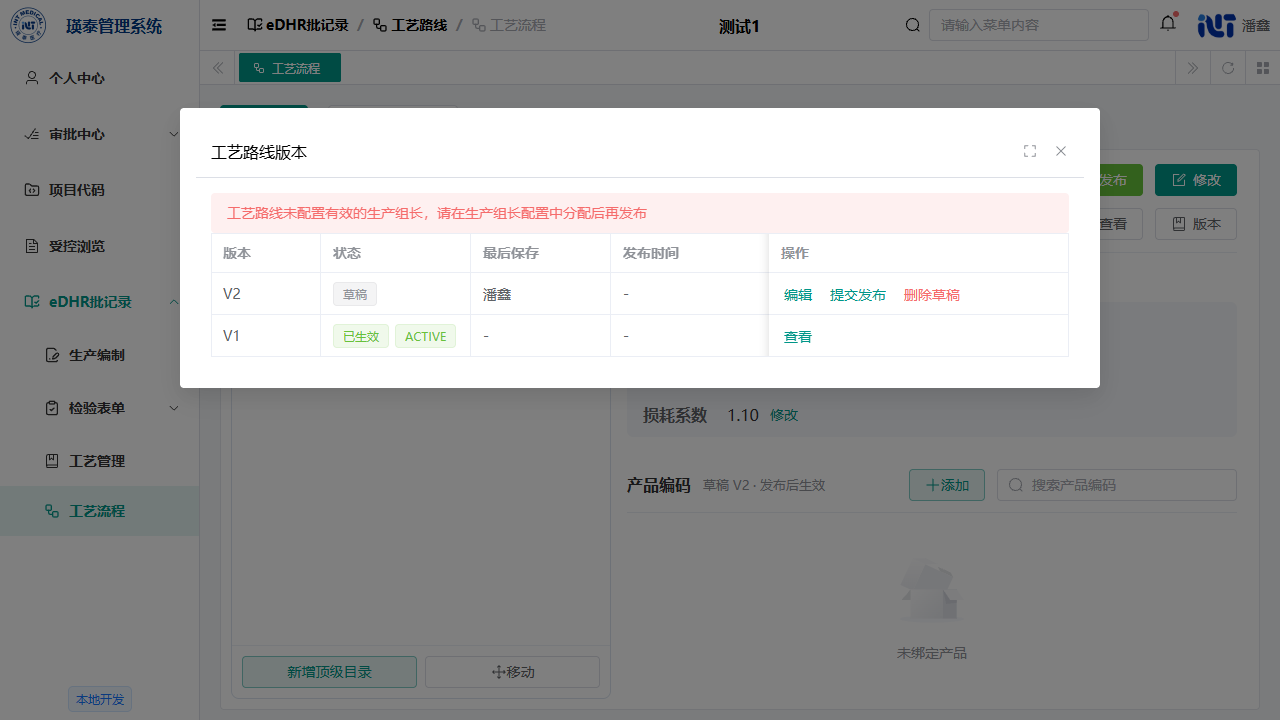 瑛泰管理系统
eDHR批记录 / 工艺路线 / 工艺流程
测试1
请输入菜单内容
潘鑫
工艺流程
个人中心
审批中心
项目代码
受控浏览
eDHR批记录
生产编制
检验表单
工艺管理
工艺流程
本地开发
发布
修改
查看
版本
工艺路线版本
工艺路线未配置有效的生产组长，请在生产组长配置中分配后再发布
版本 状态 最后保存 发布时间 操作
V2 草稿 潘鑫 - 编辑 提交发布 删除草稿
V1 已生效 ACTIVE - - 查看
损耗系数 1.10 修改
产品编码 草稿 V2 · 发布后生效 添加 搜索产品编码
未绑定产品
新增顶级目录 移动